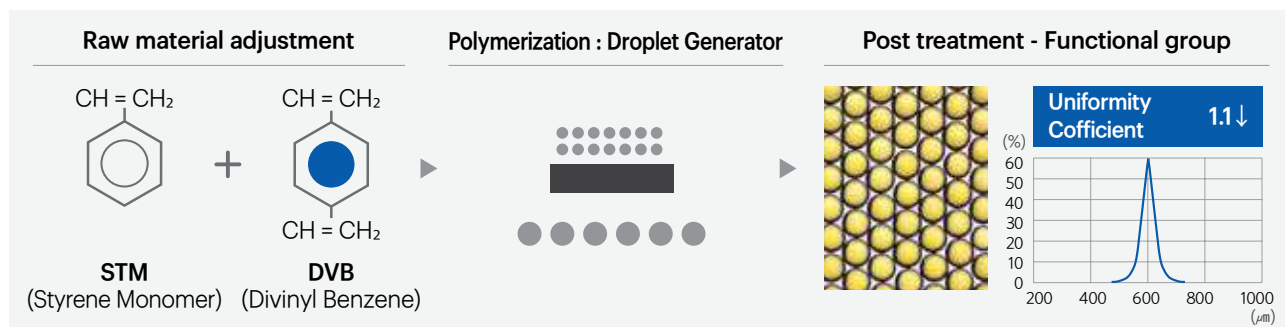 Raw material adjustment
CH = CH₂
CH = CH₂
+
CH = CH₂
STM
(Styrene Monomer)
DVB
(Divinyl Benzene)
Polymerization : Droplet Generator
Post treatment - Functional group
Uniformity
Cofficient
1.1↓
(%)
60
50
40
30
20
10
0
200 400 600 800 1000
(㎛)